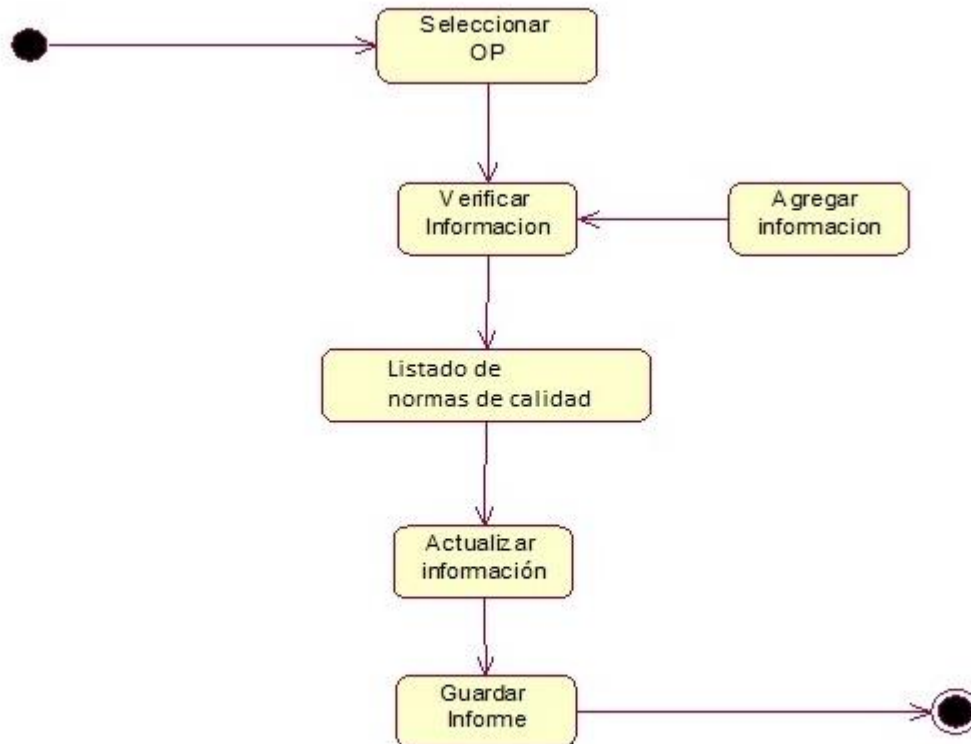 Seleccionar
OP
Verificar
Informacion
Agregar
informacion
Listado de
normas de calidad
Actualizar
información
Guardar
Informe